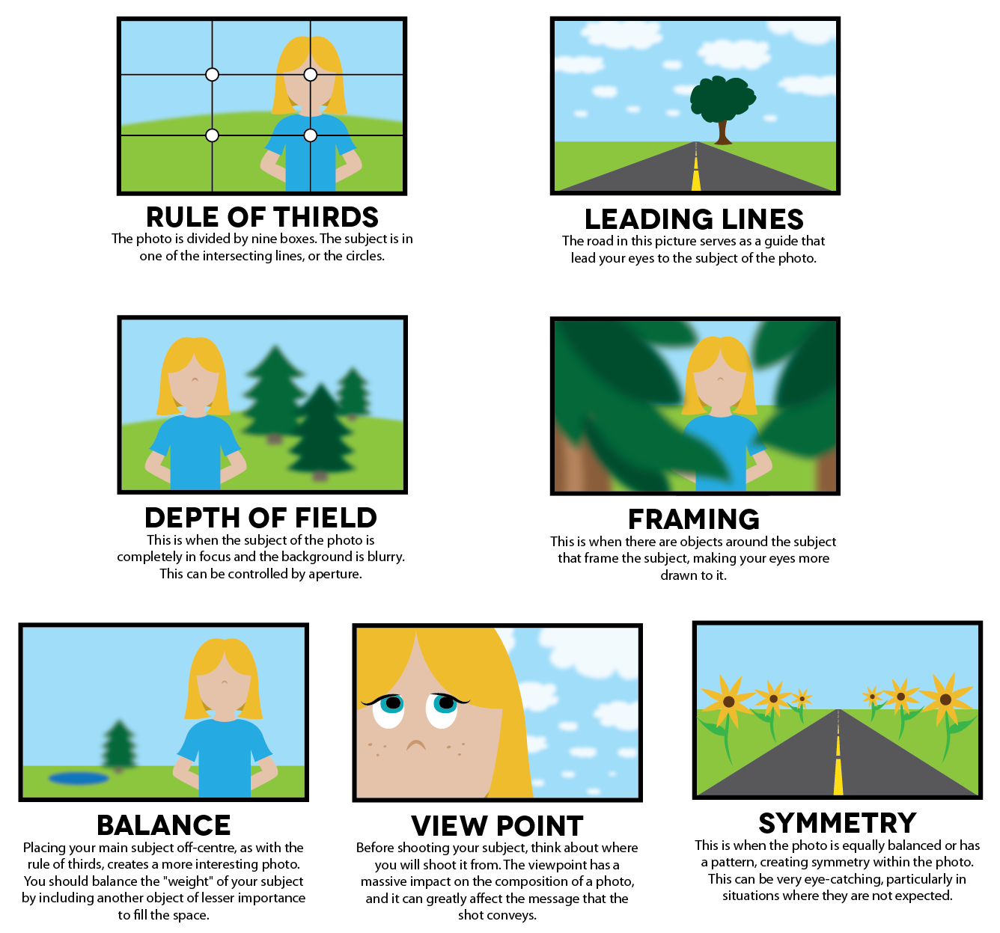 RULE OF THIRDS
The photo is divided by nine boxes. The subject is in
one of the intersecting lines, or the circles.
LEADING LINES
The road in this picture serves as a guide that
lead your eyes to the subject of the photo.
DEPTH OF FIELD
This is when the subject of the photo is
completely in focus and the background is blurry.
This can be controlled by aperture.
FRAMING
This is when there are objects around the subject
that frame the subject, making your eyes more
drawn to it.
BALANCE
Placing your main subject off-centre, as with the
rule of thirds, creates a more interesting photo.
You should balance the "weight" of your subject
by including another object of lesser importance
to fill the space.
VIEW POINT
Before shooting your subject, think about where
you will shoot it from. The viewpoint has a
massive impact on the composition of a photo,
and it can greatly affect the message that the
shot conveys.
SYMMETRY
This is when the photo is equally balanced or has
a pattern, creating symmetry within the photo.
This can be very eye-catching, particularly in
situations where they are not expected.